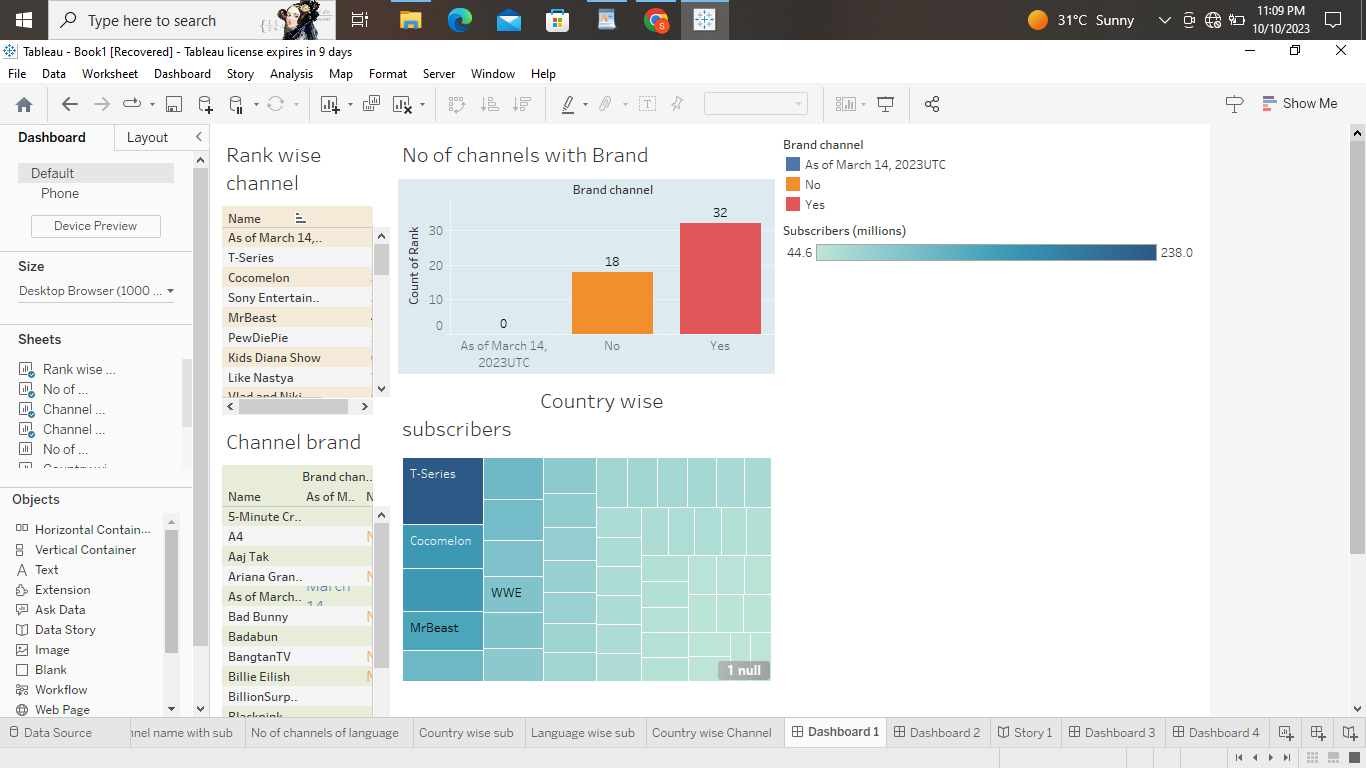 Type here to search
31°C Sunny
11:09 PM
10/10/2023
Tableau - Book1 [Recovered] - Tableau license expires in 9 days
File Data Worksheet Dashboard Story Analysis Map Format Server Window Help
Show Me
Dashboard Layout
Default
Phone
Device Preview
Size
Desktop Browser (1000 ...
Sheets
Rank wise ...
No of ...
Channel ...
Channel ...
No of ...
Objects
Horizontal Contain...
Vertical Container
Text
Extension
Ask Data
Data Story
Image
Blank
Workflow
Web Page
Rank wise
channel
Name
As of March 14,..
T-Series
Cocomelon
Sony Entertain..
MrBeast
PewDiePie
Kids Diana Show
Like Nastya
Vlad and Niki
Channel brand
Brand chan..
Name As of M.. N
5-Minute Cr..
A4 N
Aaj Tak
Ariana Gran.. N
As of March.. March
14
Bad Bunny N
Badabun
BangtanTV N
Billie Eilish N
BillionSurp..
Blackpink
No of channels with Brand
Brand channel
Count of Rank
30
20
10
0
0
18
32
As of March 14,
2023UTC
No
Yes
Country wise
subscribers
T-Series
Cocomelon
WWE
MrBeast
1 null
Brand channel
As of March 14, 2023UTC
No
Yes
Subscribers (millions)
44.6 238.0
Data Source nnel name with sub No of channels of language Country wise sub Language wise sub Country wise Channel Dashboard 1 Dashboard 2 Story 1 Dashboard 3 Dashboard 4